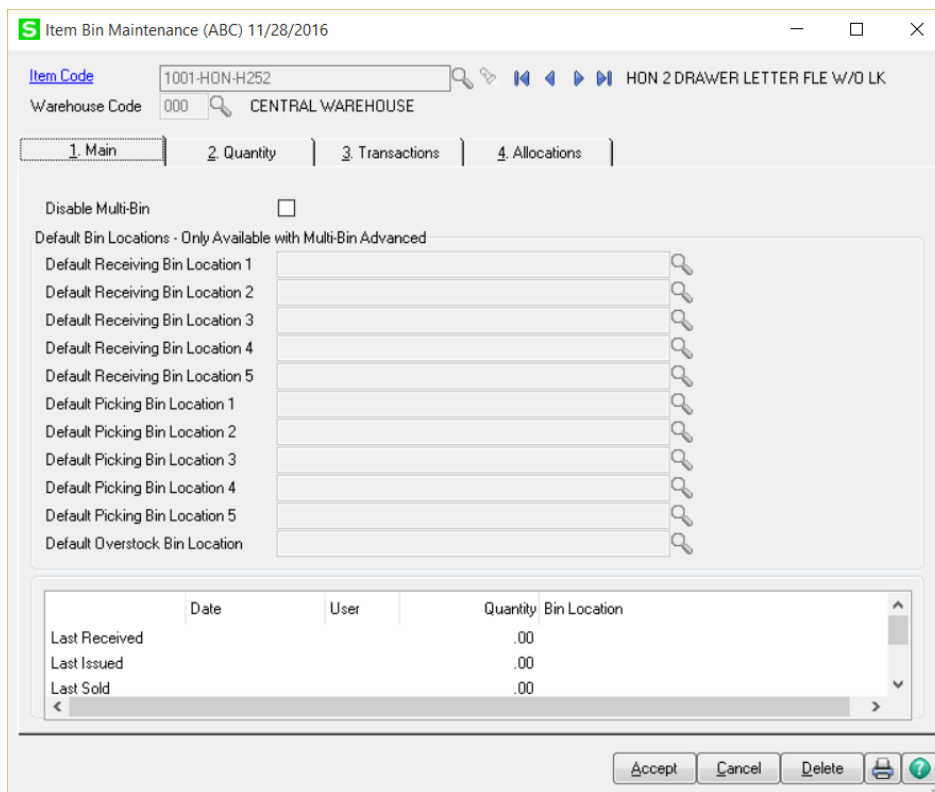 S Item Bin Maintenance (ABC) 11/28/2016
Item Code 1001-HON-H252 HON 2 DRAWER LETTER FLE W/O LK
Warehouse Code 000 CENTRAL WAREHOUSE
1. Main 2. Quantity 3. Transactions 4. Allocations
Disable Multi-Bin
Default Bin Locations - Only Available with Multi-Bin Advanced
Default Receiving Bin Location 1
Default Receiving Bin Location 2
Default Receiving Bin Location 3
Default Receiving Bin Location 4
Default Receiving Bin Location 5
Default Picking Bin Location 1
Default Picking Bin Location 2
Default Picking Bin Location 3
Default Picking Bin Location 4
Default Picking Bin Location 5
Default Overstock Bin Location
Date User Quantity Bin Location
Last Received .00
Last Issued .00
Last Sold .00
Accept Cancel Delete ?